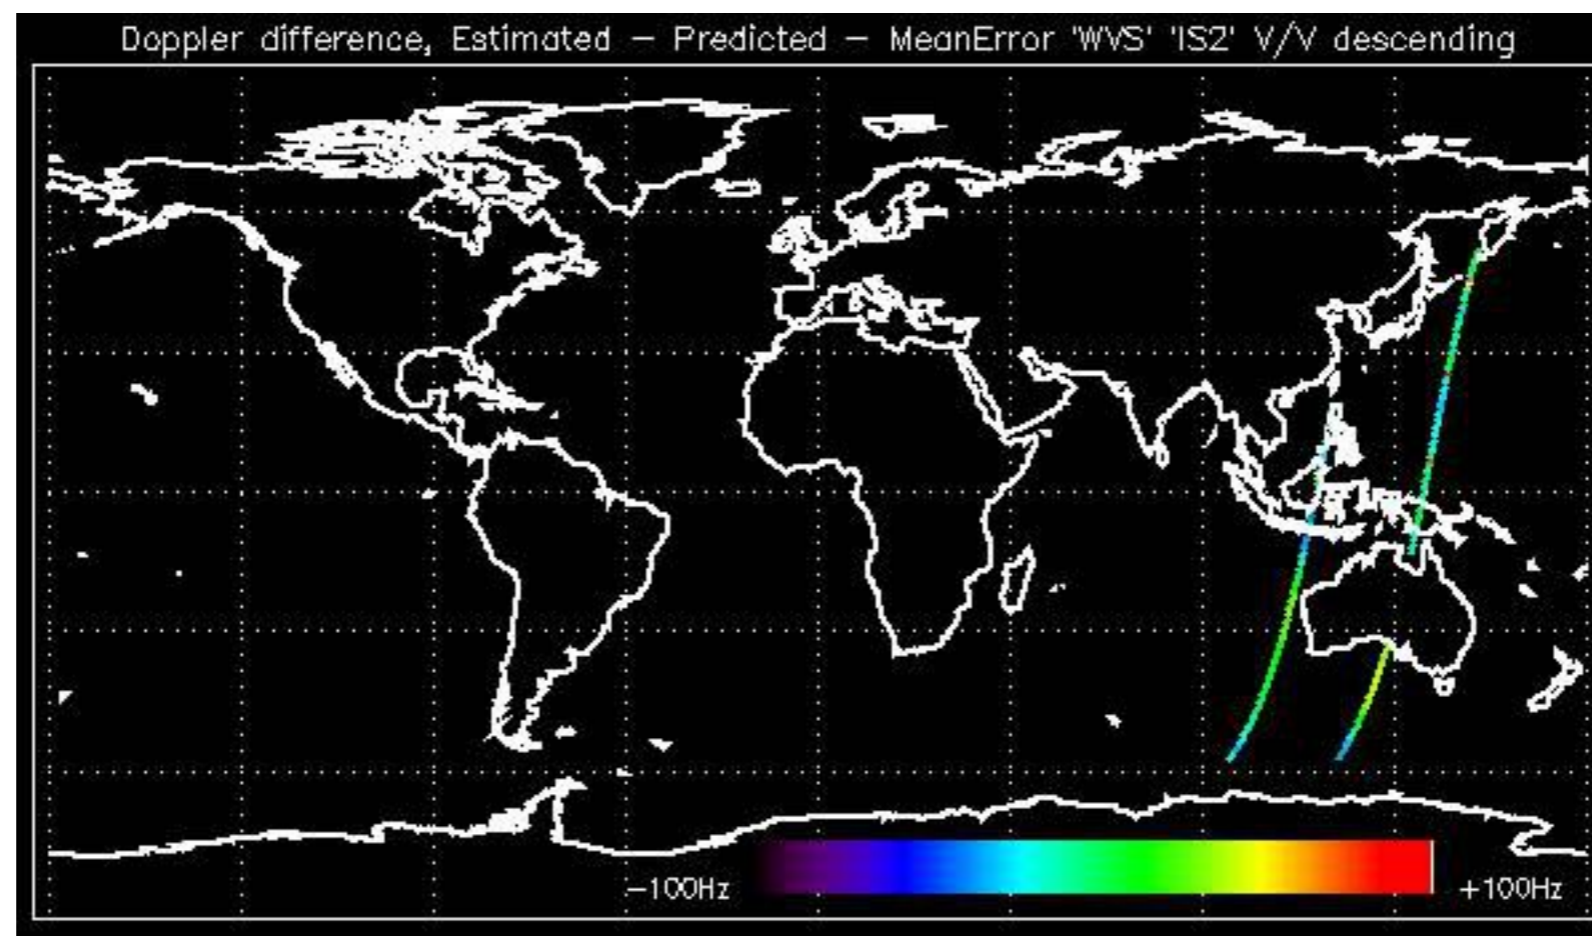 Doppler difference, Estimated – Predicted – MeanError 'WVS' 'IS2' V/V descending
–100Hz
+100Hz